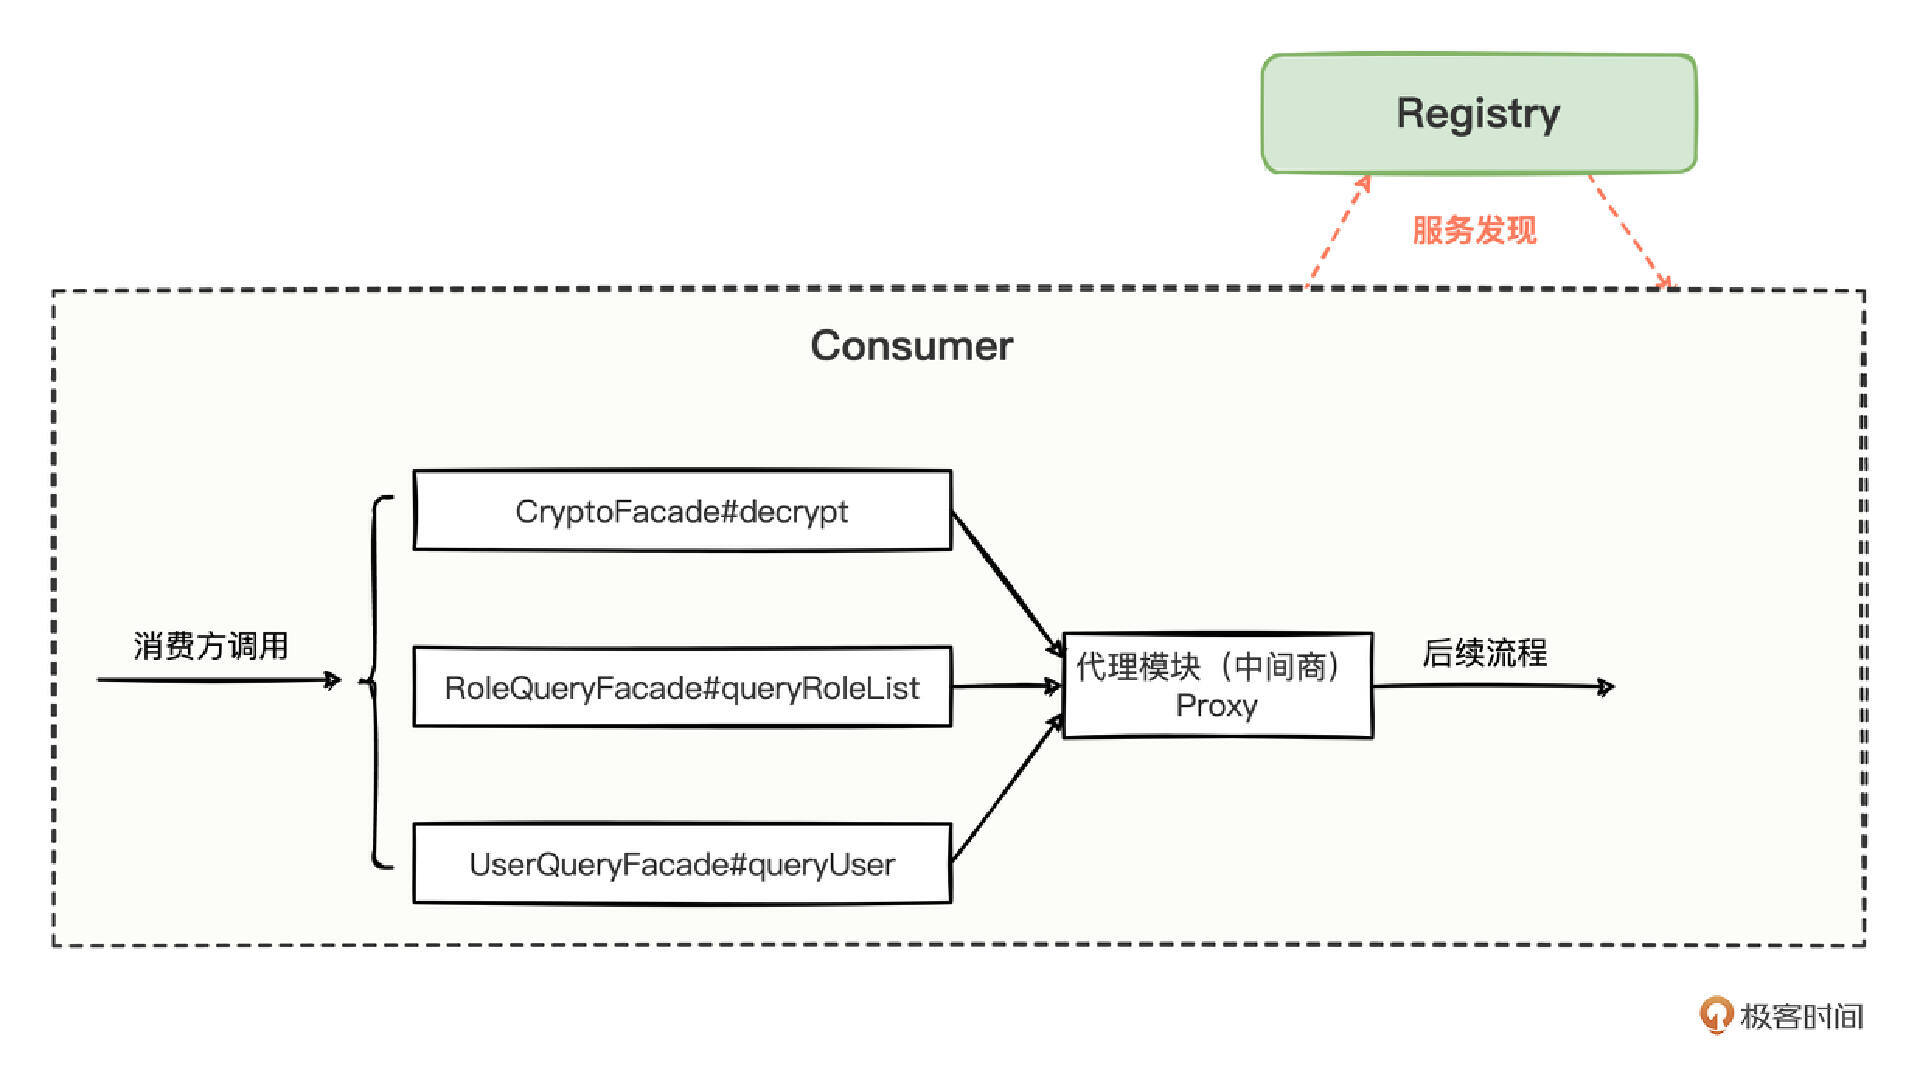 Registry
服务发现
Consumer
CryptoFacade#decrypt
消费方调用
RoleQueryFacade#queryRoleList
代理模块（中间商）
Proxy
后续流程
UserQueryFacade#queryUser
极客时间